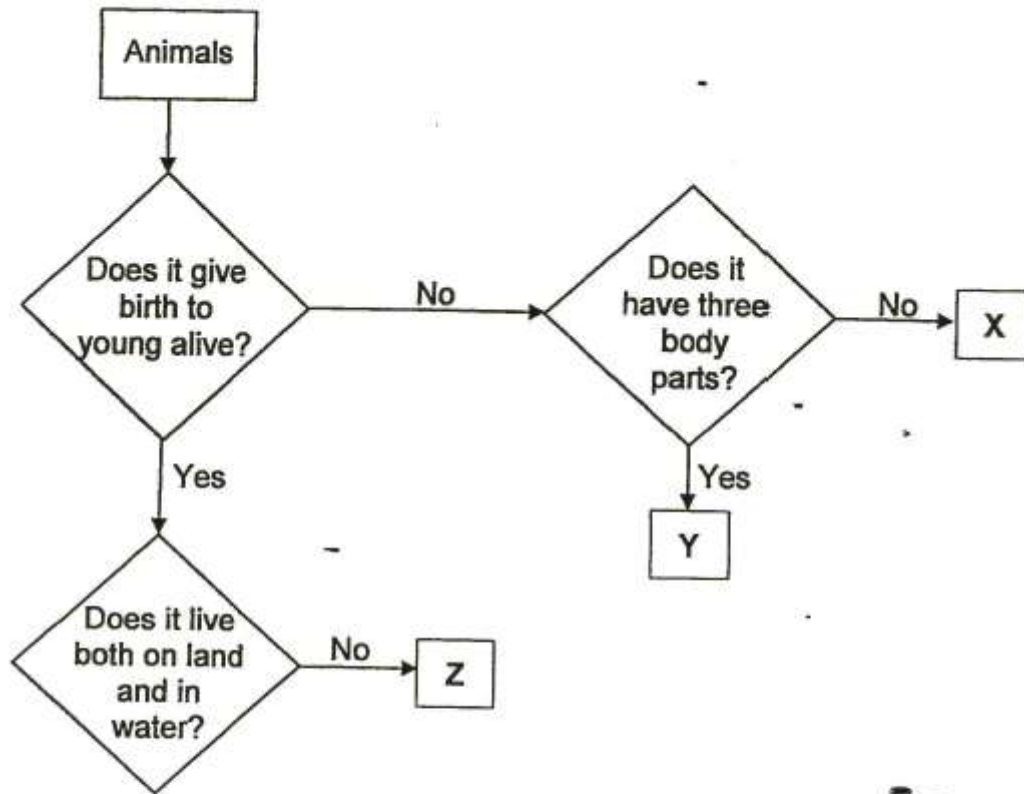 Animals
Does it give
birth to
young alive?
No
Does it
have three
body
parts?
No
X
Yes
Yes
Y
Does it live
both on land
and in
water?
No
Z